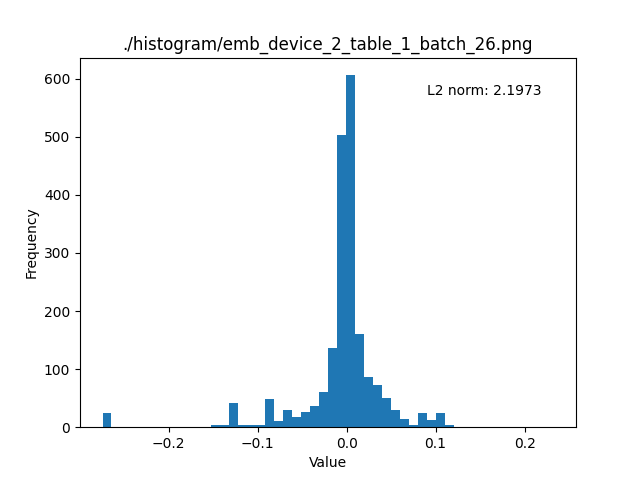 ./histogram/emb_device_2_table_1_batch_26.png
L2 norm: 2.1973
600
500
400
300
200
100
0
Frequency
−0.2 −0.1 0.0 0.1 0.2
Value